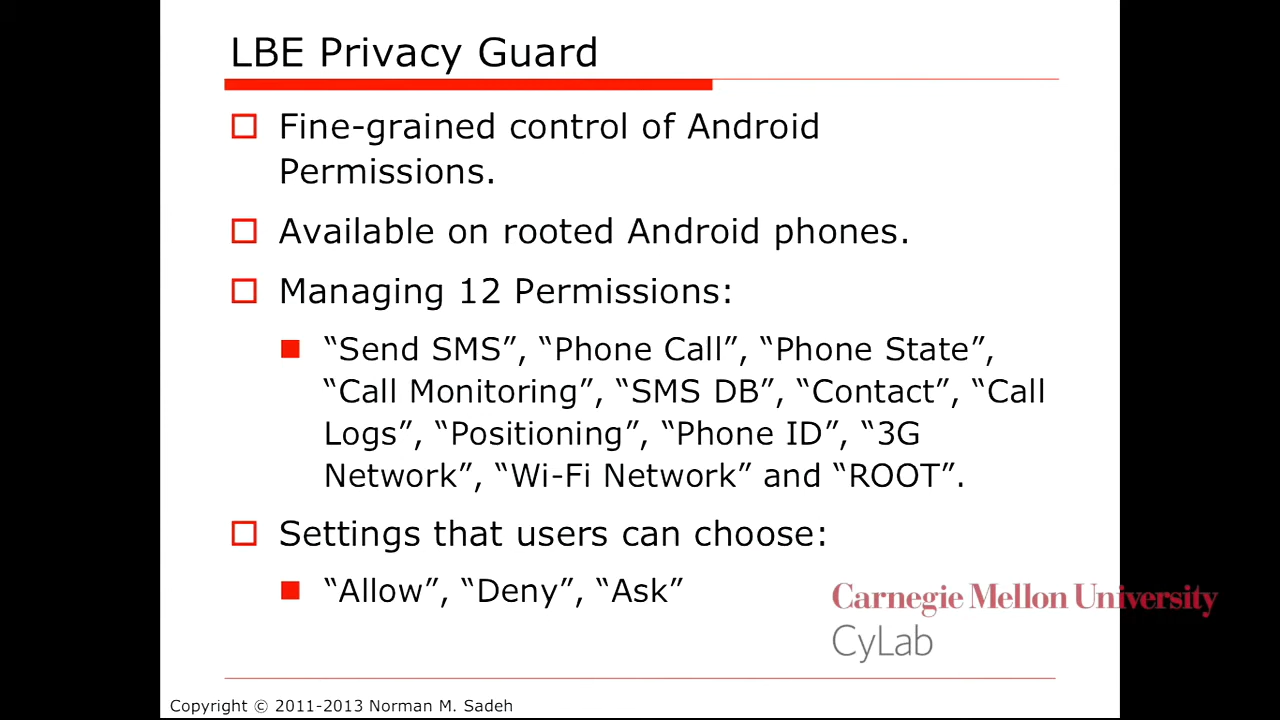 LBE Privacy Guard
Fine-grained control of Android
Permissions.
Available on rooted Android phones.
Managing 12 Permissions:
“Send SMS”, “Phone Call”, “Phone State”,
“Call Monitoring”, “SMS DB”, “Contact”, “Call
Logs”, “Positioning”, “Phone ID”, “3G
Network”, “Wi-Fi Network” and “ROOT”.
Settings that users can choose:
“Allow”, “Deny”, “Ask”
Carnegie Mellon University
CyLab
Copyright © 2011-2013 Norman M. Sadeh